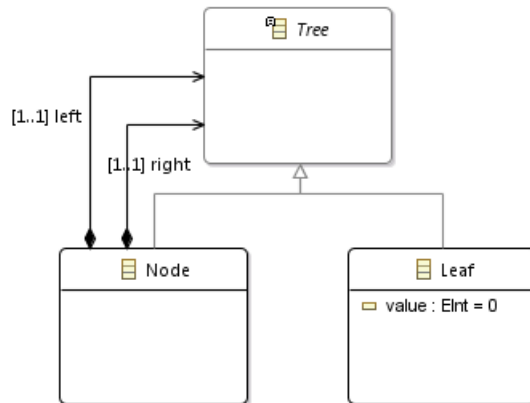 Tree
[1..1] left
[1..1] right
Node
Leaf
value : EInt = 0